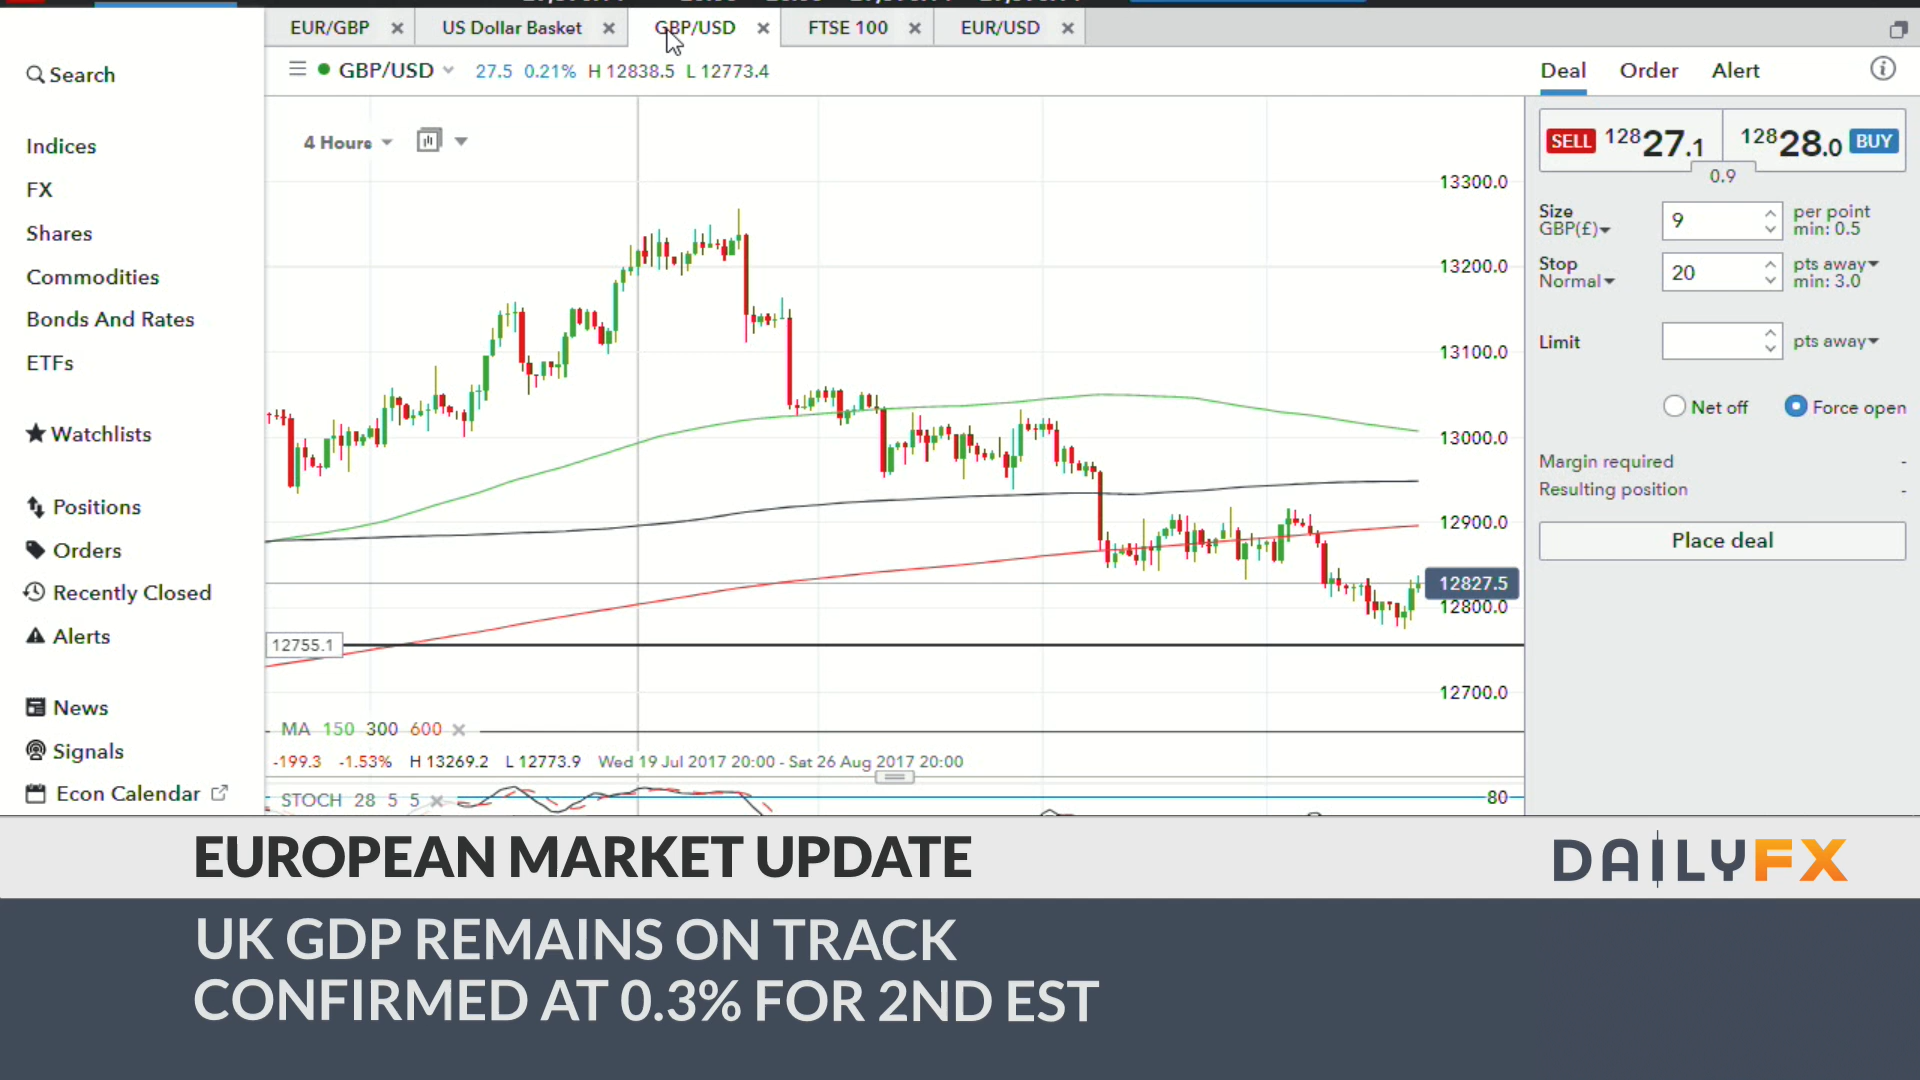 EUR/GBP
US Dollar Basket
GBP/USD
FTSE 100
EUR/USD
Search
Indices
FX
Shares
Commodities
Bonds And Rates
ETFs
Watchlists
Positions
Orders
Recently Closed
Alerts
News
Signals
Econ Calendar
GBP/USD 27.5 0.21% H 12838.5 L 12773.4
4 Hours
13300.0
13200.0
13100.0
13000.0
12900.0
12827.5
12800.0
12755.1
12700.0
MA 150 300 600
-199.3 -1.53% H 13269.2 L 12773.9 Wed 19 Jul 2017 20:00 - Sat 26 Aug 2017 20:00
STOCH 28 5 5
80
Deal Order Alert
SELL 12827.1 12828.0 BUY
0.9
Size 9 per point
GBP(£) min: 0.5
Stop 20 pts away
Normal min: 3.0
Limit pts away
Net off Force open
Margin required -
Resulting position -
Place deal
EUROPEAN MARKET UPDATE
DAILYFX
UK GDP REMAINS ON TRACK
CONFIRMED AT 0.3% FOR 2ND EST